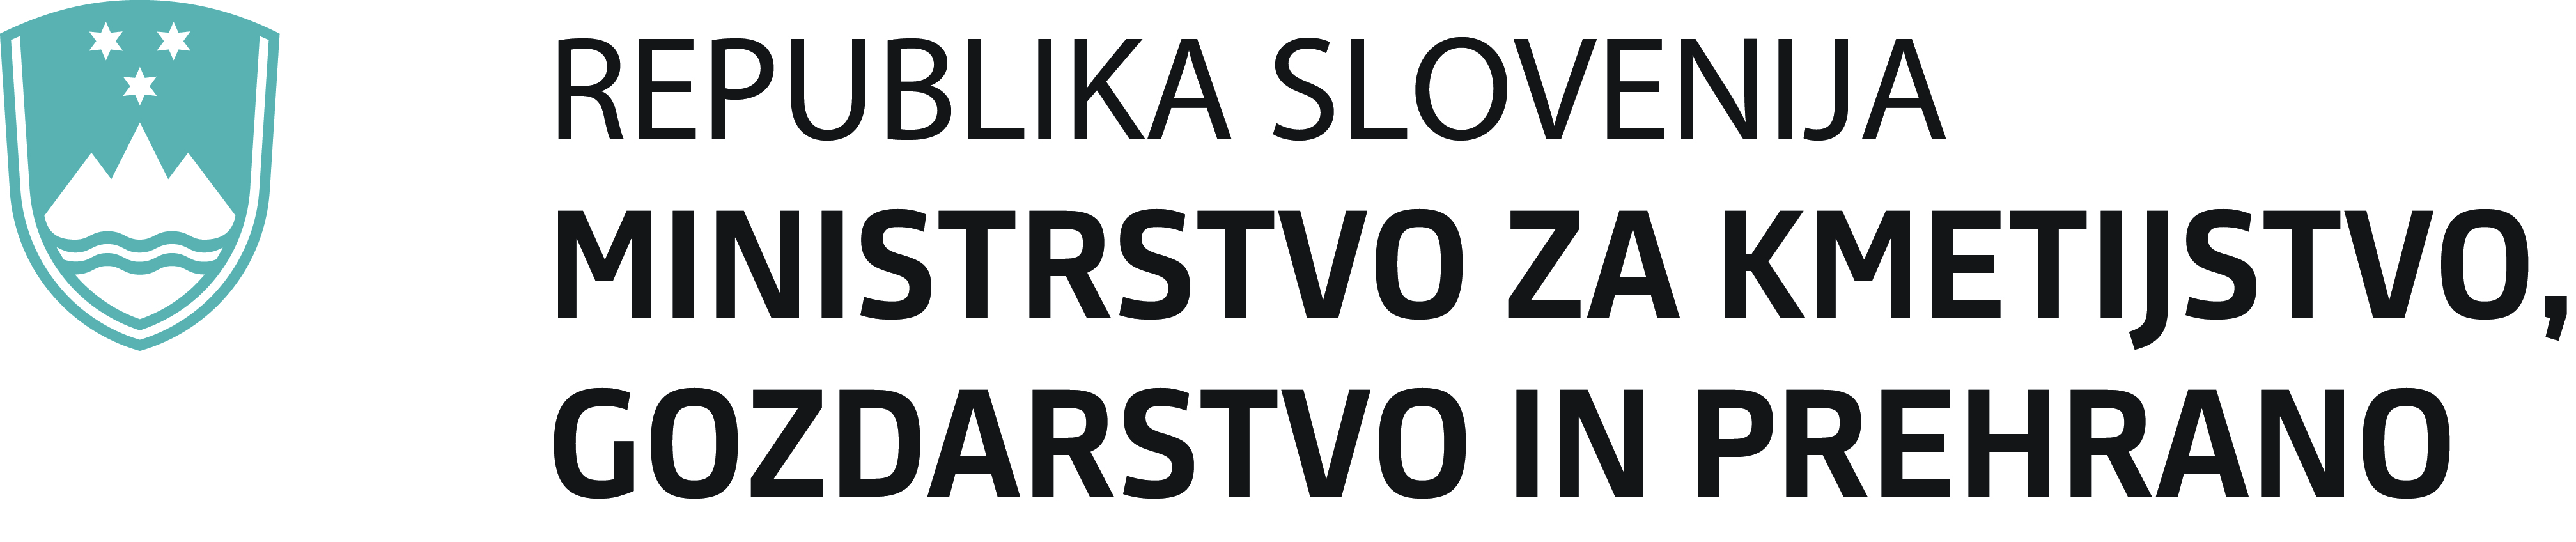 REPUBLIKA SLOVENIJA
MINISTRSTVO ZA KMETIJSTVO,
GOZDARSTVO IN PREHRANO